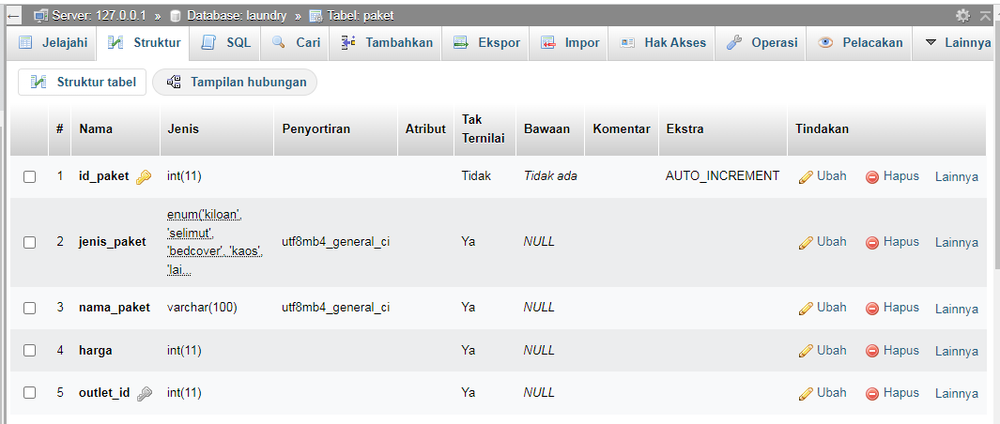 Server: 127.0.0.1 » Database: laundry » Tabel: paket
Jelajahi Struktur SQL Cari Tambahkan Ekspor Impor Hak Akses Operasi Pelacakan Lainnya
Struktur tabel Tampilan hubungan
# Nama Jenis Penyortiran Atribut Tak Ternilai Bawaan Komentar Ekstra Tindakan
1 id_paket int(11) Tidak Tidak ada AUTO_INCREMENT Ubah Hapus Lainnya
2 jenis_paket enum('kiloan', 'selimut', 'bedcover', 'kaos', 'lai... utf8mb4_general_ci Ya NULL Ubah Hapus Lainnya
3 nama_paket varchar(100) utf8mb4_general_ci Ya NULL Ubah Hapus Lainnya
4 harga int(11) Ya NULL Ubah Hapus Lainnya
5 outlet_id int(11) Ya NULL Ubah Hapus Lainnya